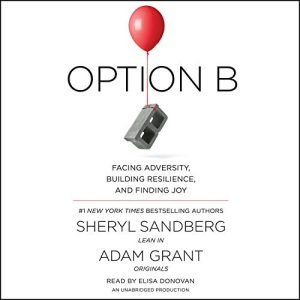 OPTION B
FACING ADVERSITY,
BUILDING RESILIENCE,
AND FINDING JOY
#1 NEW YORK TIMES BESTSELLING AUTHORS
SHERYL SANDBERG
LEAN IN
ADAM GRANT
ORIGINALS
READ BY ELISA DONOVAN
AN UNABRIDGED PRODUCTION